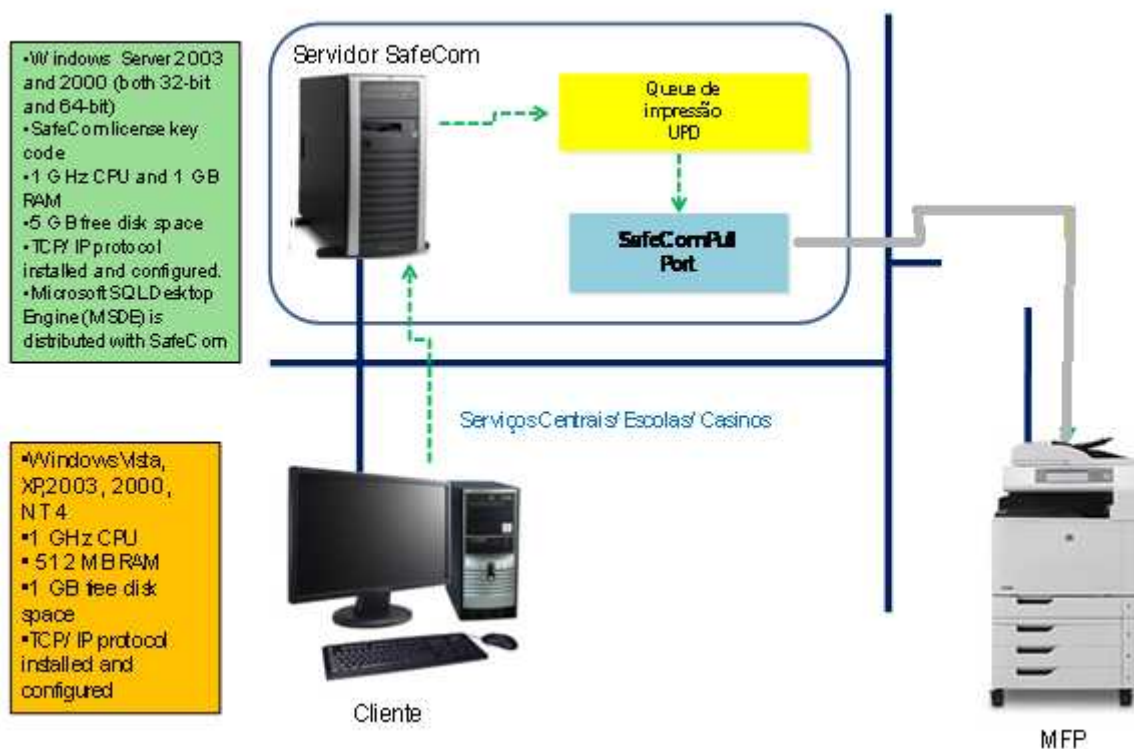 •Windows Server 2003
and 2000 (both 32-bit
and 64-bit)
•SafeCom license key
code
•1 GHz CPU and 1 GB
RAM
•5 GB free disk space
•TCP/ IP protocol
installed and configured.
•Microsoft SQL Desktop
Engine (MSDE) is
distributed with SafeCom
Servidor SafeCom
Queue de
impressão
UPD
SafeCom Pull
Port
Serviços Centrais/ Escolas/ Casinos
▪Windows Vista,
XP,2003, 2000,
NT 4
▪1 GHz CPU
▪512 MB RAM
▪1 GB free disk
space
▪TCP/ IP protocol
installed and
configured
Cliente
MFP